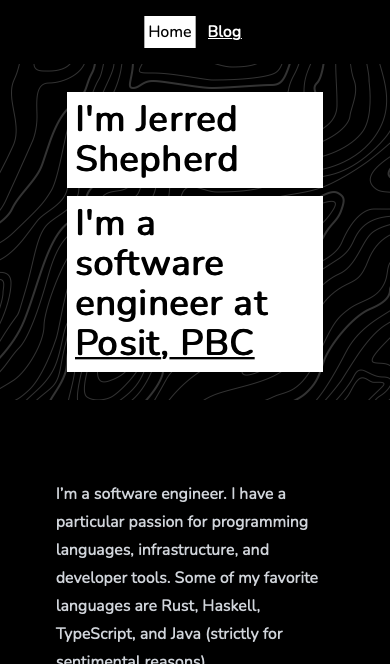 Home Blog
I'm Jerred
Shepherd
I'm a
software
engineer at
Posit, PBC
I'm a software engineer. I have a
particular passion for programming
languages, infrastructure, and
developer tools. Some of my favorite
languages are Rust, Haskell,
TypeScript, and Java (strictly for
sentimental reasons).